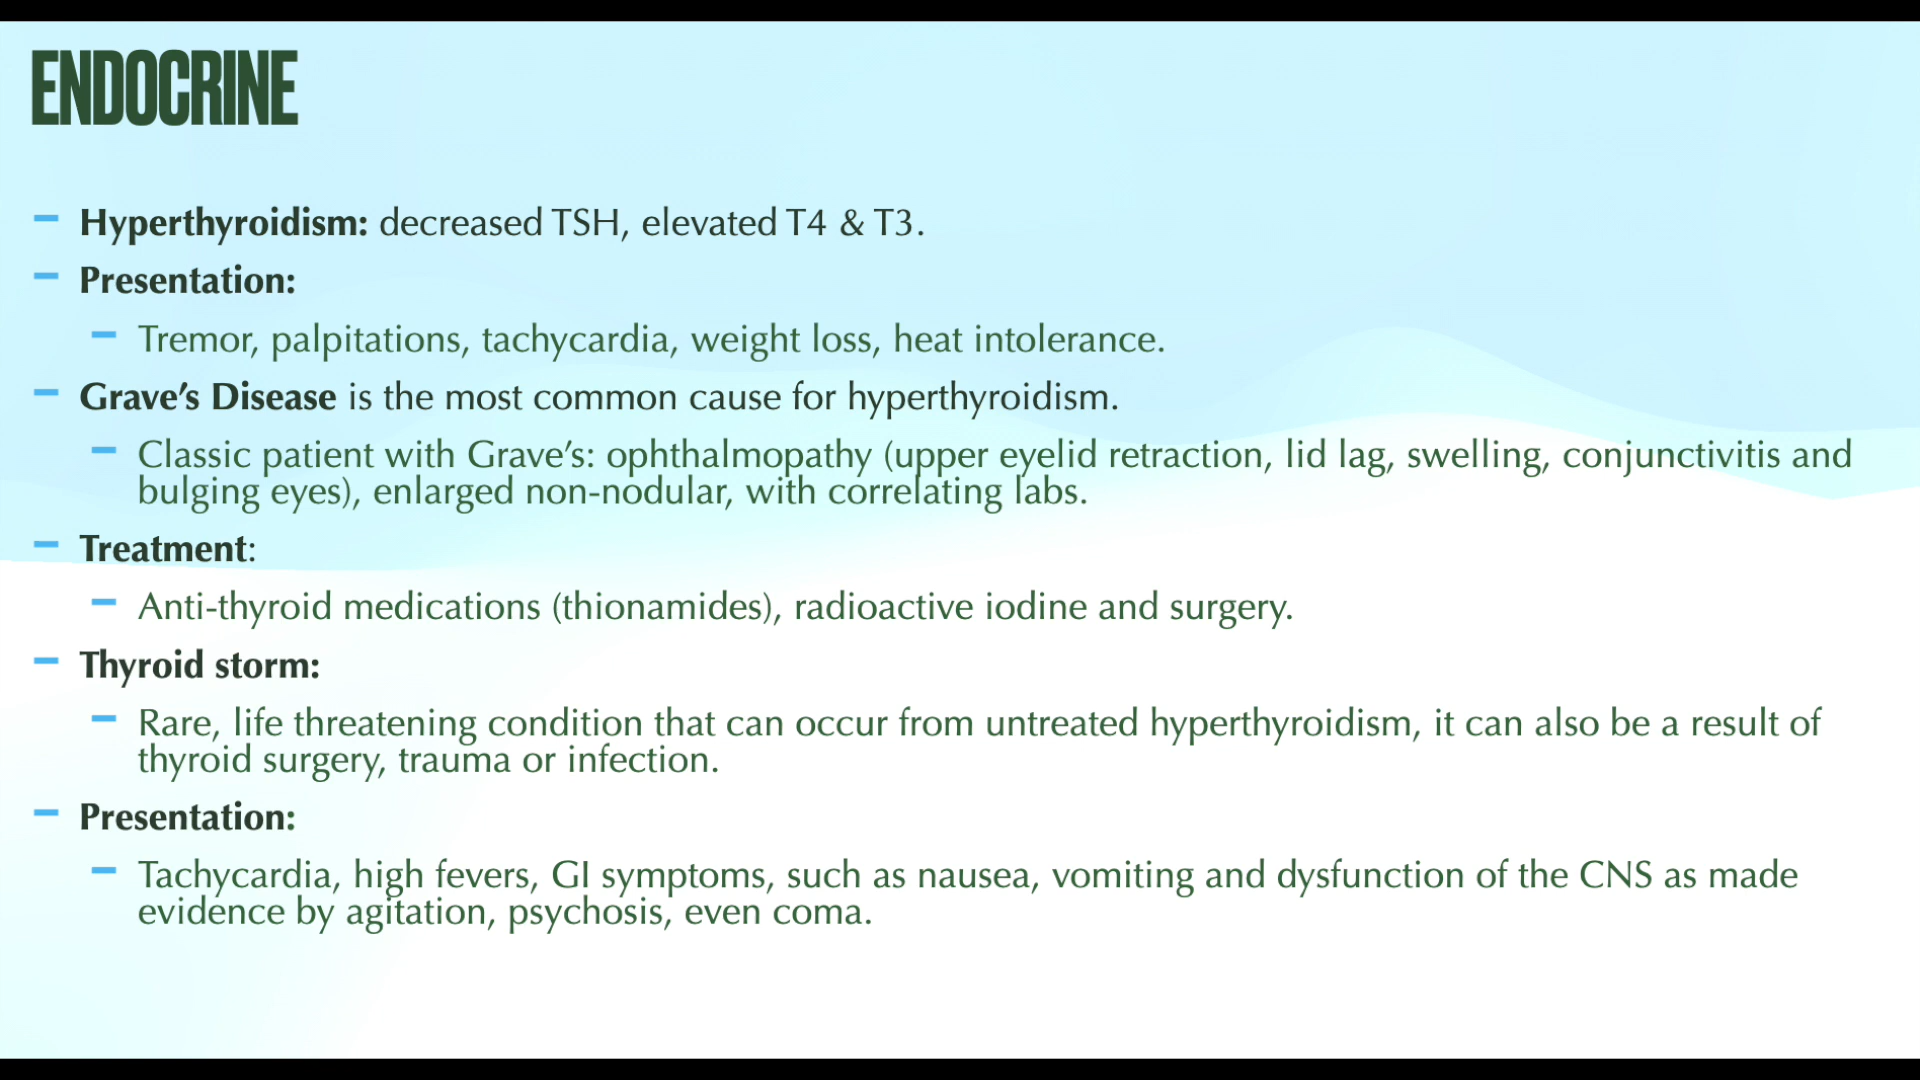 ENDOCRINE
– Hyperthyroidism: decreased TSH, elevated T4 & T3.
– Presentation:
– Tremor, palpitations, tachycardia, weight loss, heat intolerance.
– Grave’s Disease is the most common cause for hyperthyroidism.
– Classic patient with Grave’s: ophthalmopathy (upper eyelid retraction, lid lag, swelling, conjunctivitis and
bulging eyes), enlarged non-nodular, with correlating labs.
– Treatment:
– Anti-thyroid medications (thionamides), radioactive iodine and surgery.
– Thyroid storm:
– Rare, life threatening condition that can occur from untreated hyperthyroidism, it can also be a result of
thyroid surgery, trauma or infection.
– Presentation:
– Tachycardia, high fevers, GI symptoms, such as nausea, vomiting and dysfunction of the CNS as made
evidence by agitation, psychosis, even coma.